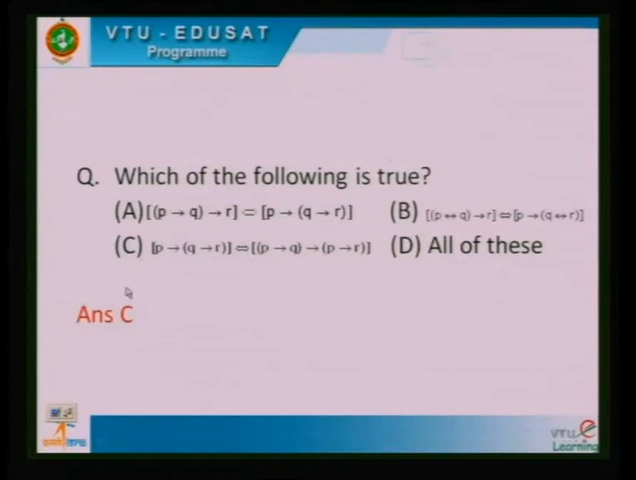 VTU - EDUSAT
Programme
Q. Which of the following is true?
(A)[(p → q) → r] ⇔ [p → (q → r)] (B) [(p ↔ q) → r] ⇔ [p → (q ↔ r)]
(C) [p → (q → r)] ⇔ [(p → q) → (p → r)] (D) All of these
Ans C
VTU e
Learning